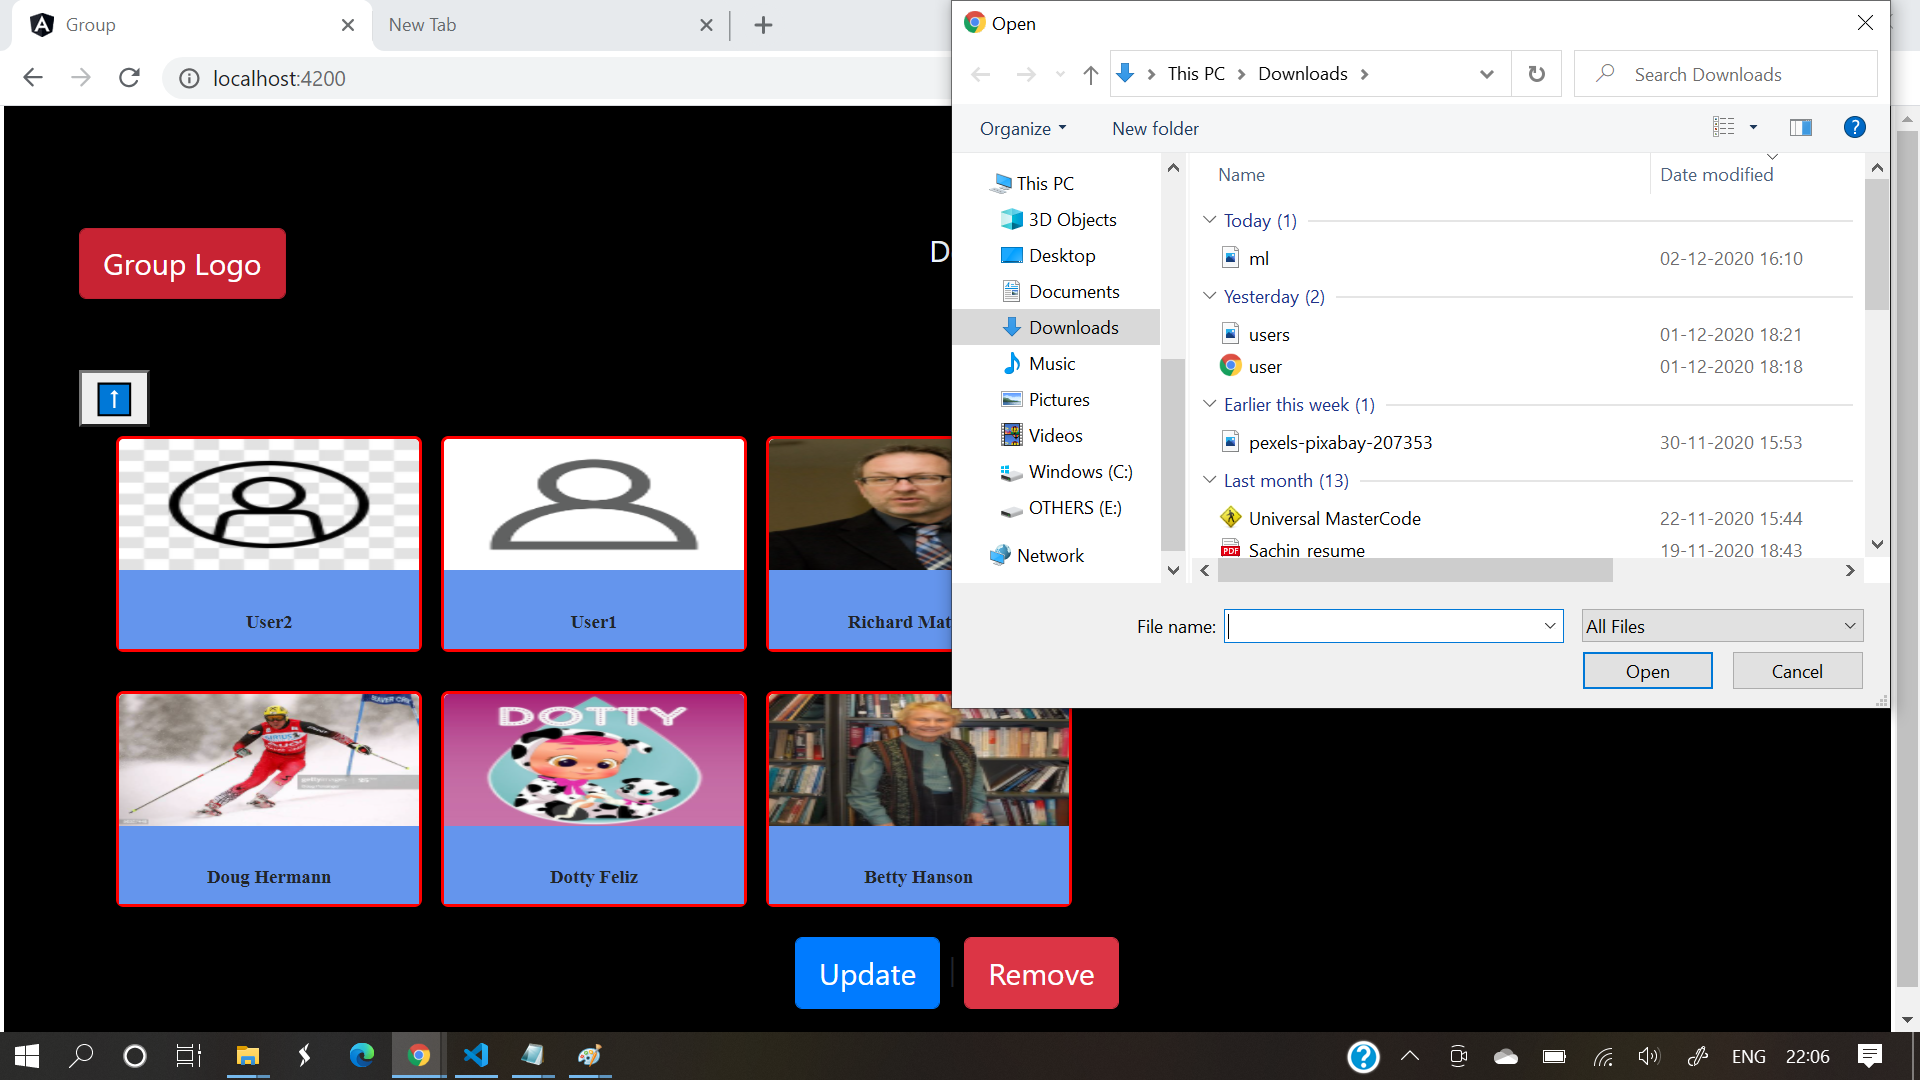 Group
New Tab
localhost:4200
Open
This PC
Downloads
Search Downloads
Organize
New folder
This PC
3D Objects
Desktop
Documents
Downloads
Music
Pictures
Videos
Windows (C:)
OTHERS (E:)
Network
Name
Date modified
Today (1)
ml 02-12-2020 16:10
Yesterday (2)
users 01-12-2020 18:21
user 01-12-2020 18:18
Earlier this week (1)
pexels-pixabay-207353 30-11-2020 15:53
Last month (13)
Universal MasterCode 22-11-2020 15:44
PDF
Sachin resume 19-11-2020 18:43
File name:
All Files
Open
Cancel
Group Logo
D
↑
User2
User1
Richard Mat
DOTTY
Doug Hermann
Dotty Feliz
Betty Hanson
Update
Remove
ENG
22:06